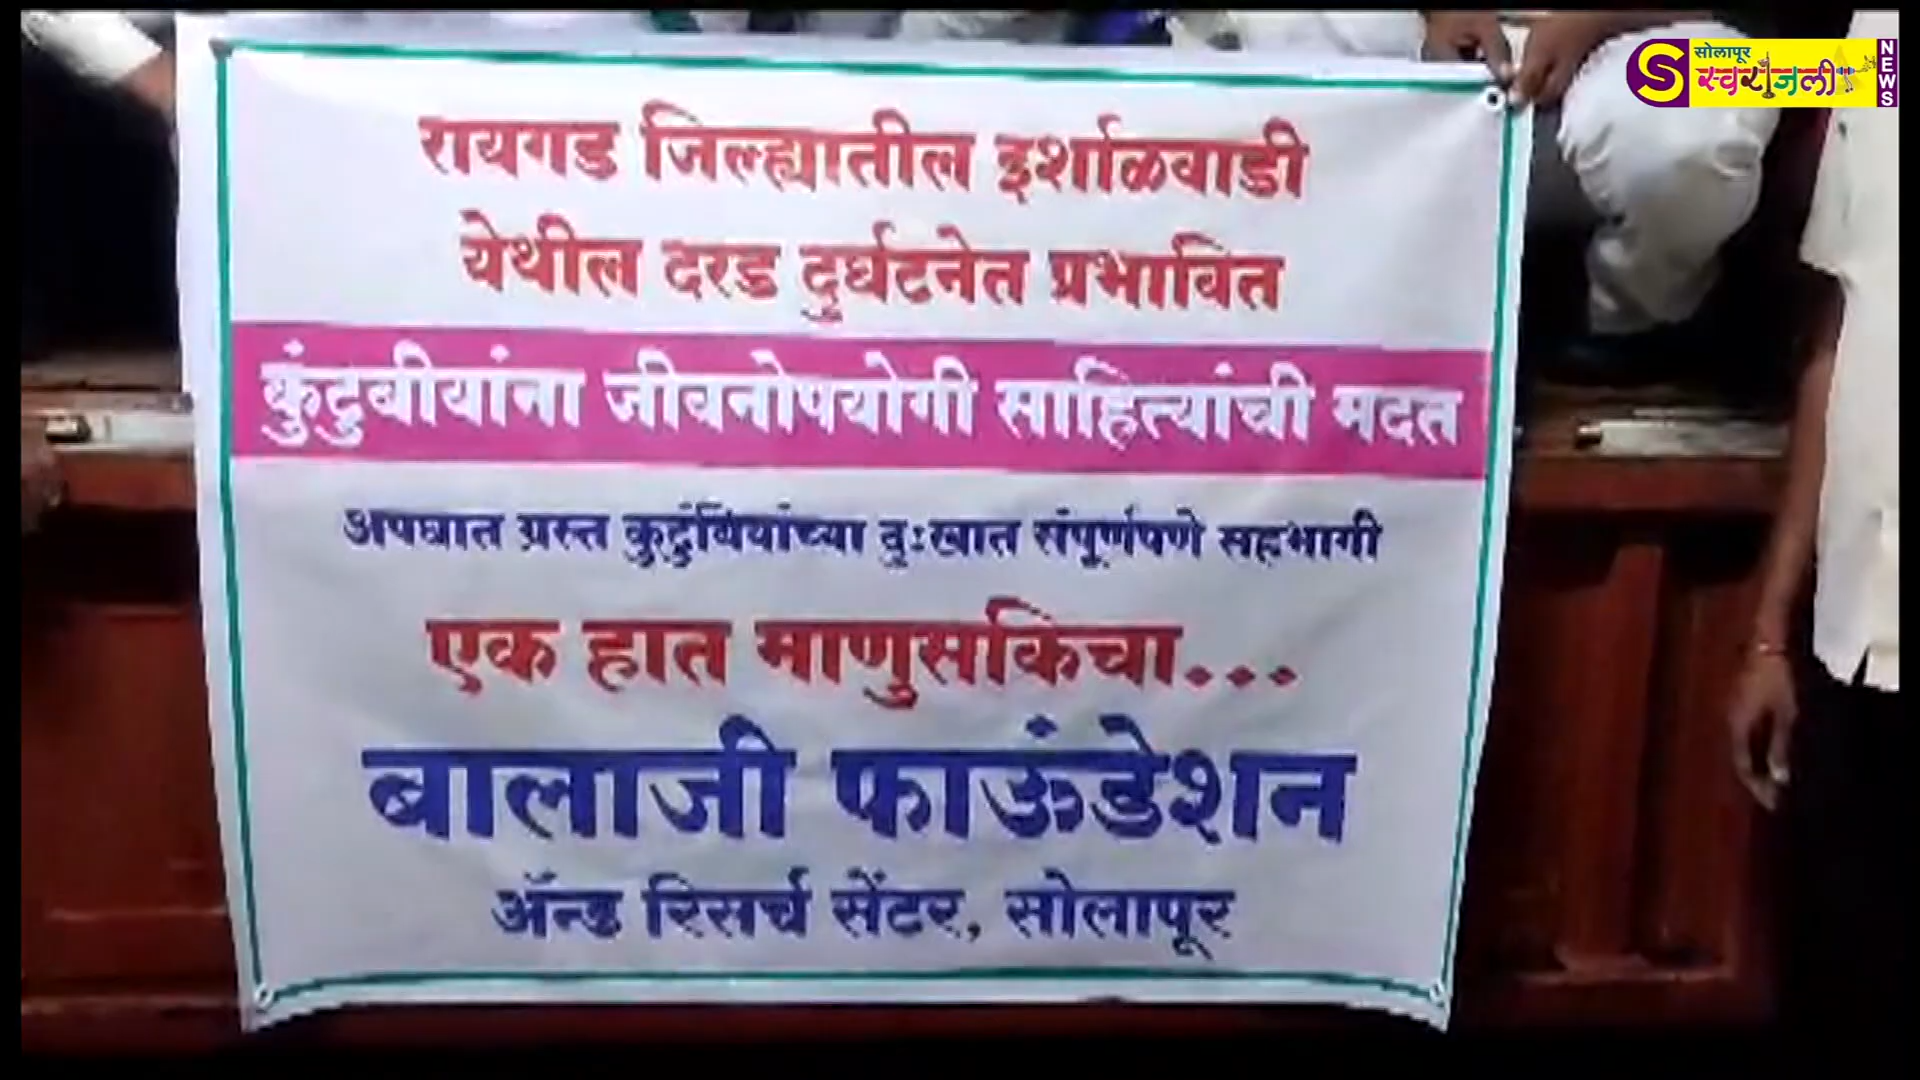 रायगड जिल्ह्यातील इर्शाळवाडी
येथील दरड दुर्घटनेत प्रभावित
कुंटुबीयांना जीवनोपयोगी साहित्यांची मदत
अपघात ग्रस्त कुटुंबियांच्या दुःखात संपूर्णपणे सहभागी
एक हात माणुसकिचा...
बालाजी फाऊंडेशन
ॲन्ड रिसर्च सेंटर, सोलापूर
S सोलापूर
स्वरांजली
NEWS